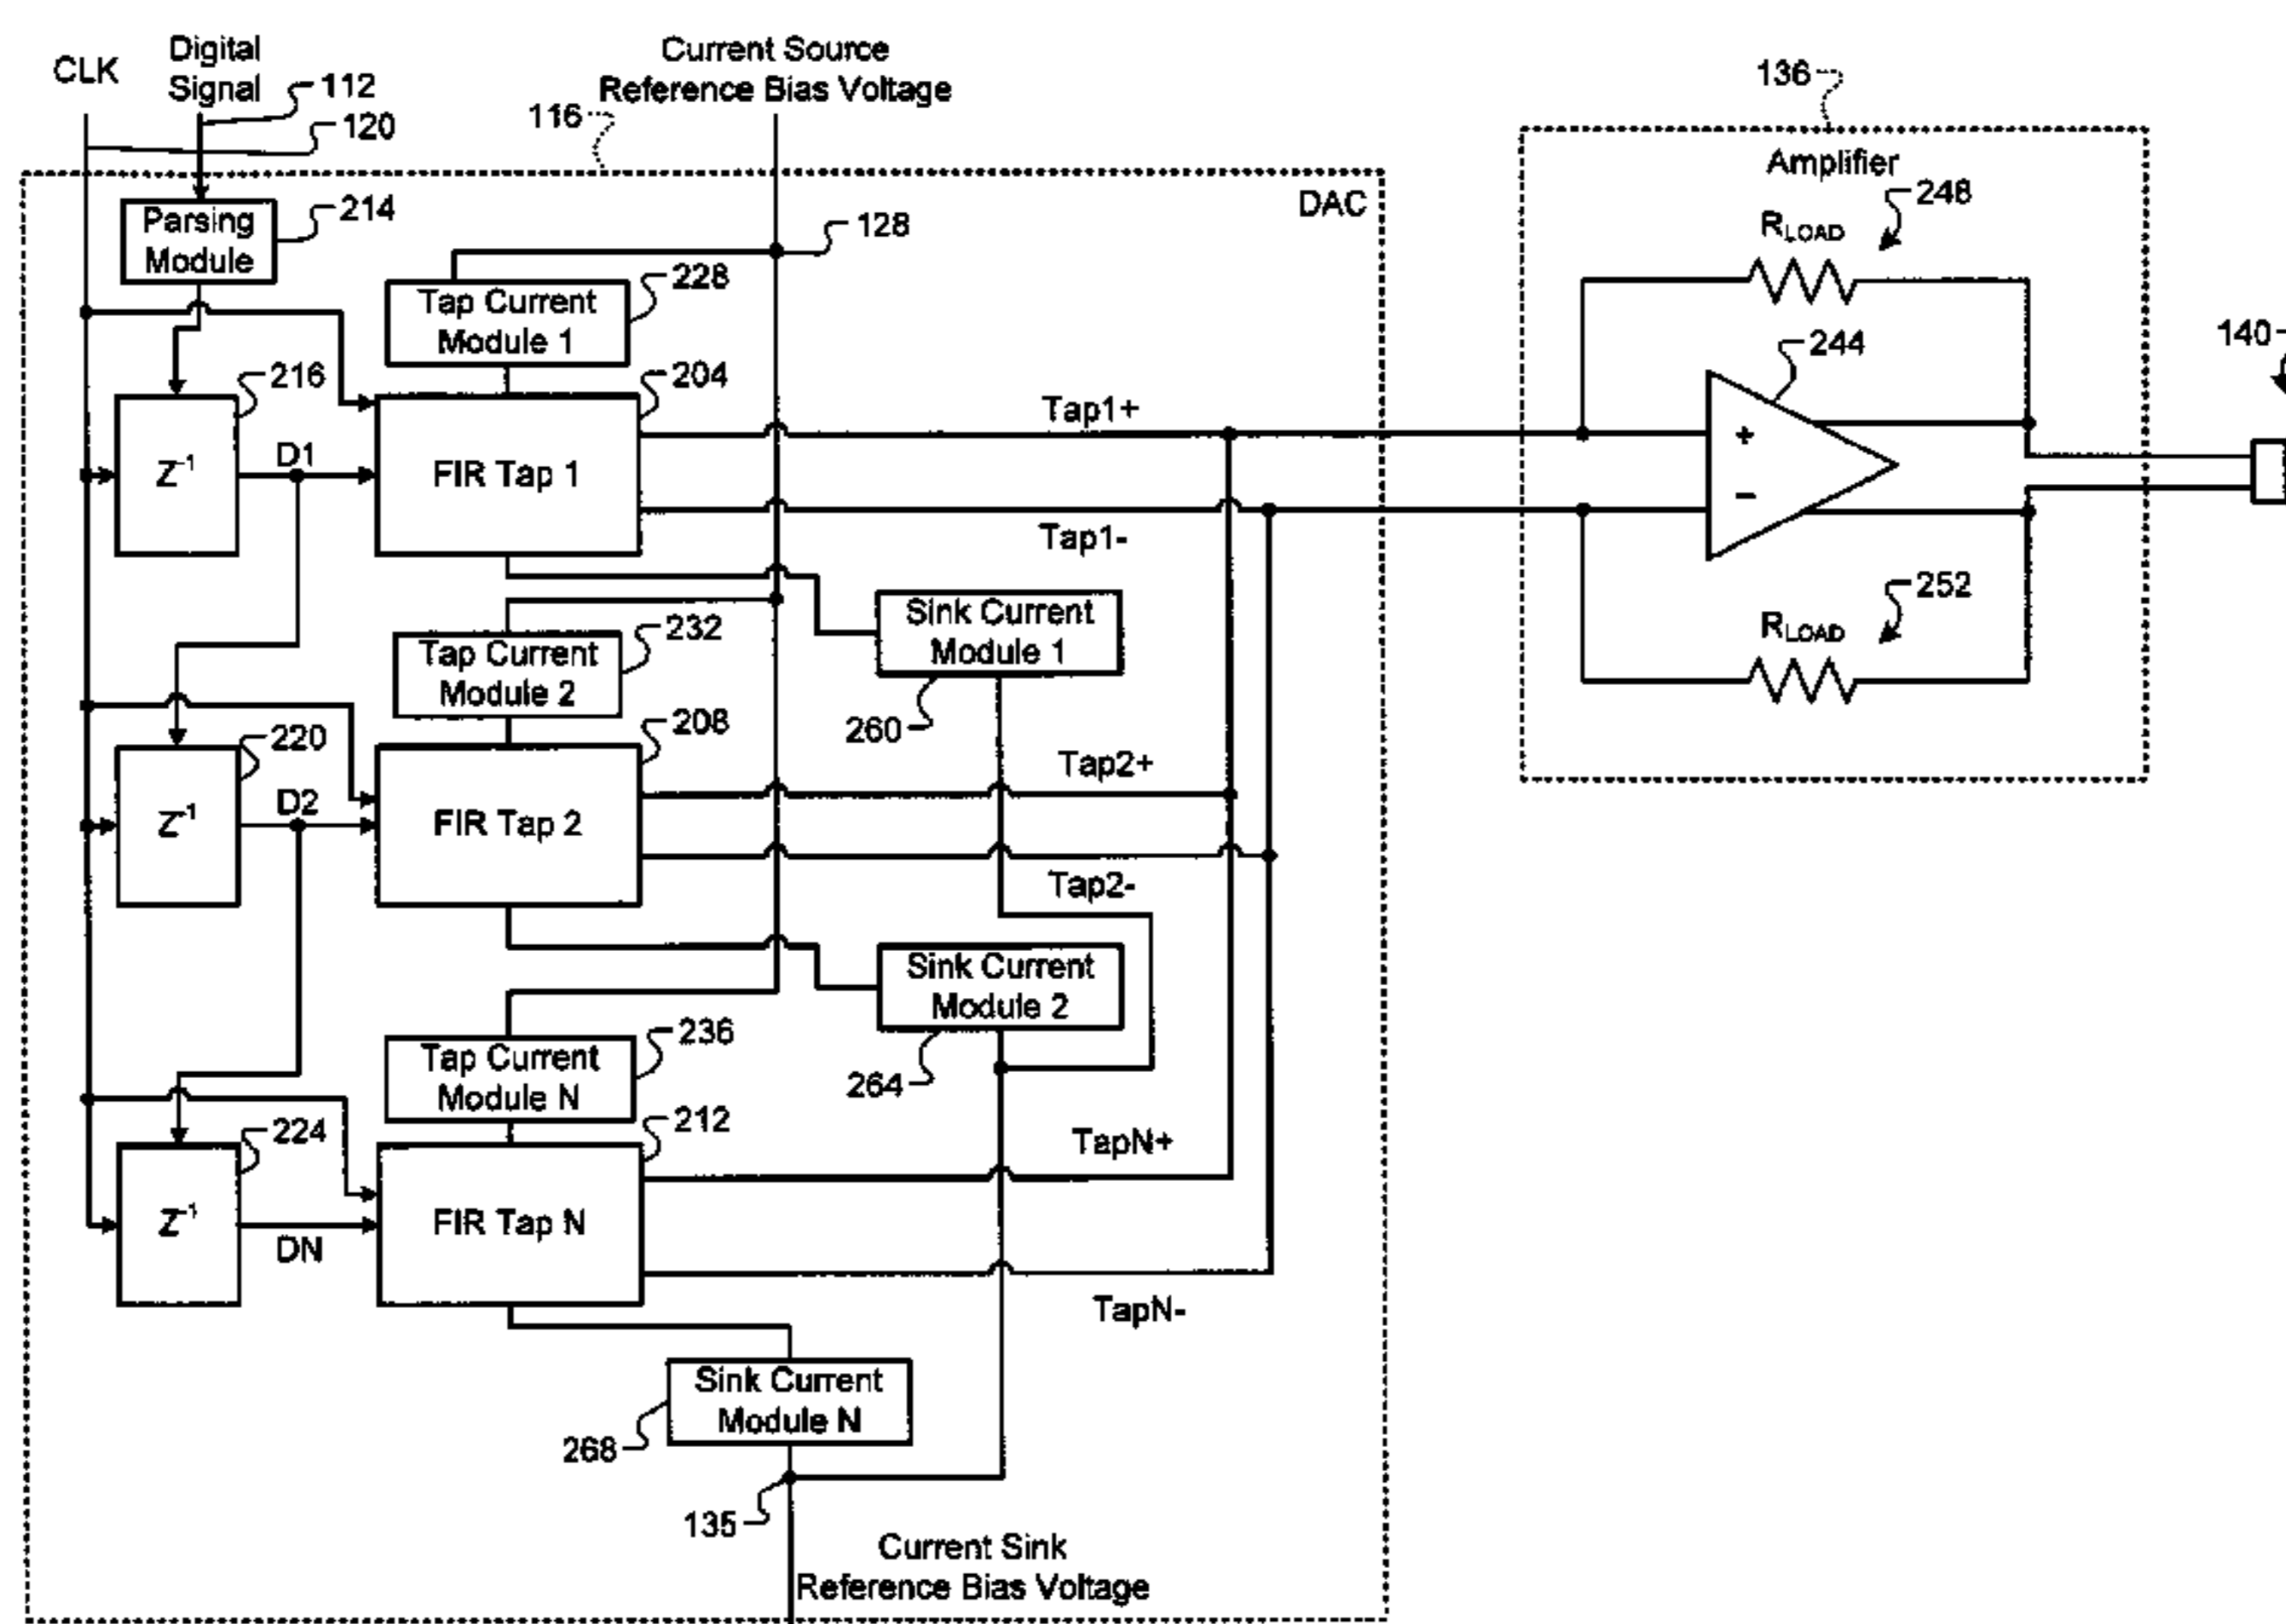 CLK
Digital
Signal
112
120
Current Source
Reference Bias Voltage
116
136
DAC
Amplifier
Parsing
Module
214
128
248
RLOAD
Tap Current
Module 1
228
244
140
216
204
Z-1
D1
FIR Tap 1
Tap1+
Tap1-
+
-
252
RLOAD
Tap Current
Module 2
232
Sink Current
Module 1
260
220
208
Z-1
D2
FIR Tap 2
Tap2+
Tap2-
Sink Current
Module 2
264
Tap Current
Module N
236
224
212
Z-1
DN
FIR Tap N
TapN+
TapN-
Sink Current
Module N
268
135
Current Sink
Reference Bias Voltage